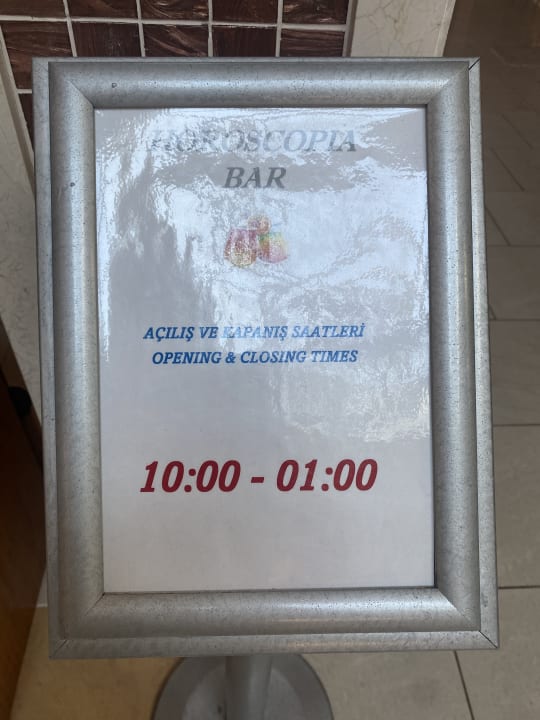 HOROSCOPIA
BAR
AÇILIŞ VE KAPANIŞ SAATLERİ
OPENING & CLOSING TIMES
10:00 - 01:00